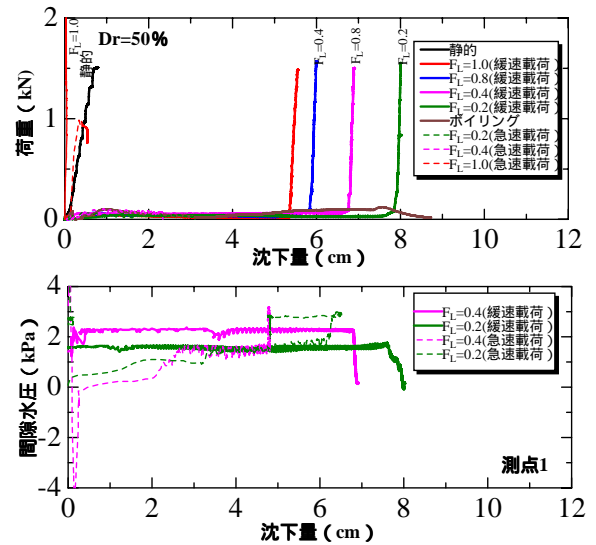 Dr=50%
F_L=1.0
静的
F_L=0.4
F_L=0.8
F_L=0.2
静的
F_L=1.0(緩速載荷)
F_L=0.8(緩速載荷)
F_L=0.4(緩速載荷)
F_L=0.2(緩速載荷)
ボイリング
F_L=0.2(急速載荷)
F_L=0.4(急速載荷)
F_L=1.0(急速載荷)
荷重(kN)
2
1
0
0 2 4 6 8 10 12
沈下量(cm)
F_L=0.4(緩速載荷)
F_L=0.2(緩速載荷)
F_L=0.4(急速載荷)
F_L=0.2(急速載荷)
間隙水圧(kPa)
4
2
0
-2
-4
測点1
0 2 4 6 8 10 12
沈下量(cm)